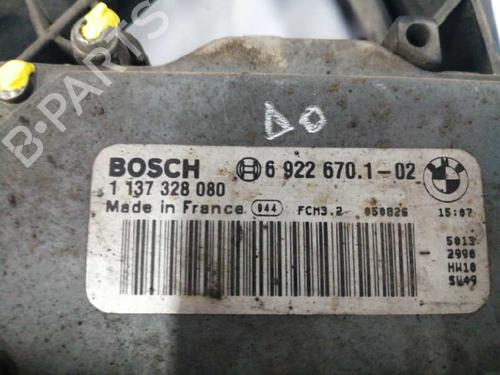 B-PARTS
DO
BOSCH 6 922 670.1-02
1 137 328 080
Made in France 044 FCM3.2 050826 15:07
5013
2990
HW10
SW49